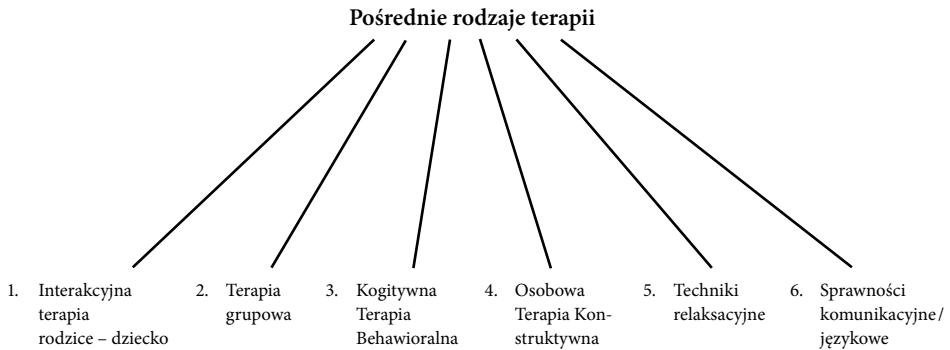 Pośrednie rodzaje terapii
1. Interakcyjna
terapia
rodzice – dziecko
2. Terapia
grupowa
3. Kogitywna
Terapia
Behawioralna
4. Osobowa
Terapia Kon-
struktywna
5. Techniki
relaksacyjne
6. Sprawności
komunikacyjne/
językowe